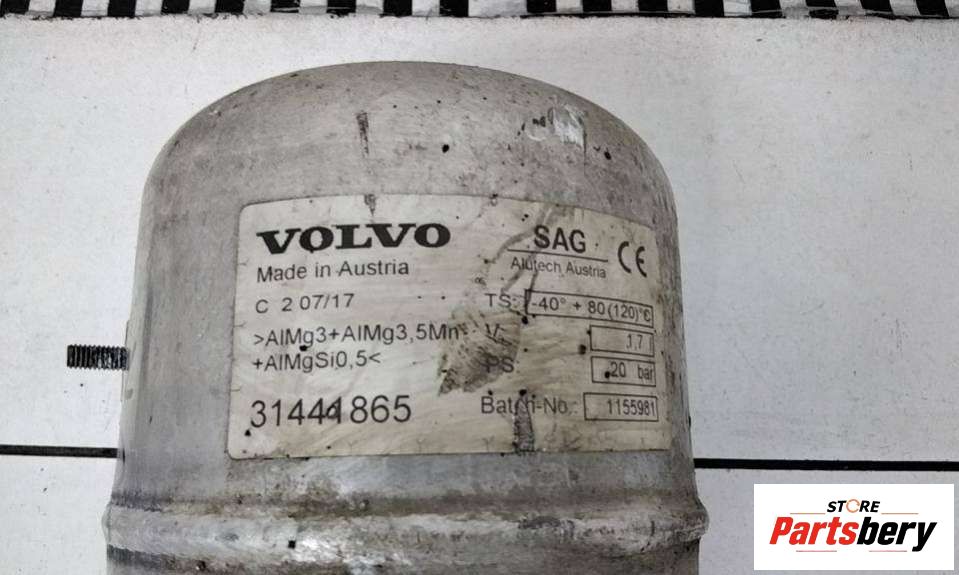 VOLVO
Made in Austria
C 2 07/17
>AlMg3+AlMg3,5Mn
+AlMgSi0,5<
31441865
SAG CE
Alutech Austria
TS: -40° + 80(120)°C
V: 1,7 l
PS: 20 bar
Batch-No.: 1155981
STORE
Partsbery